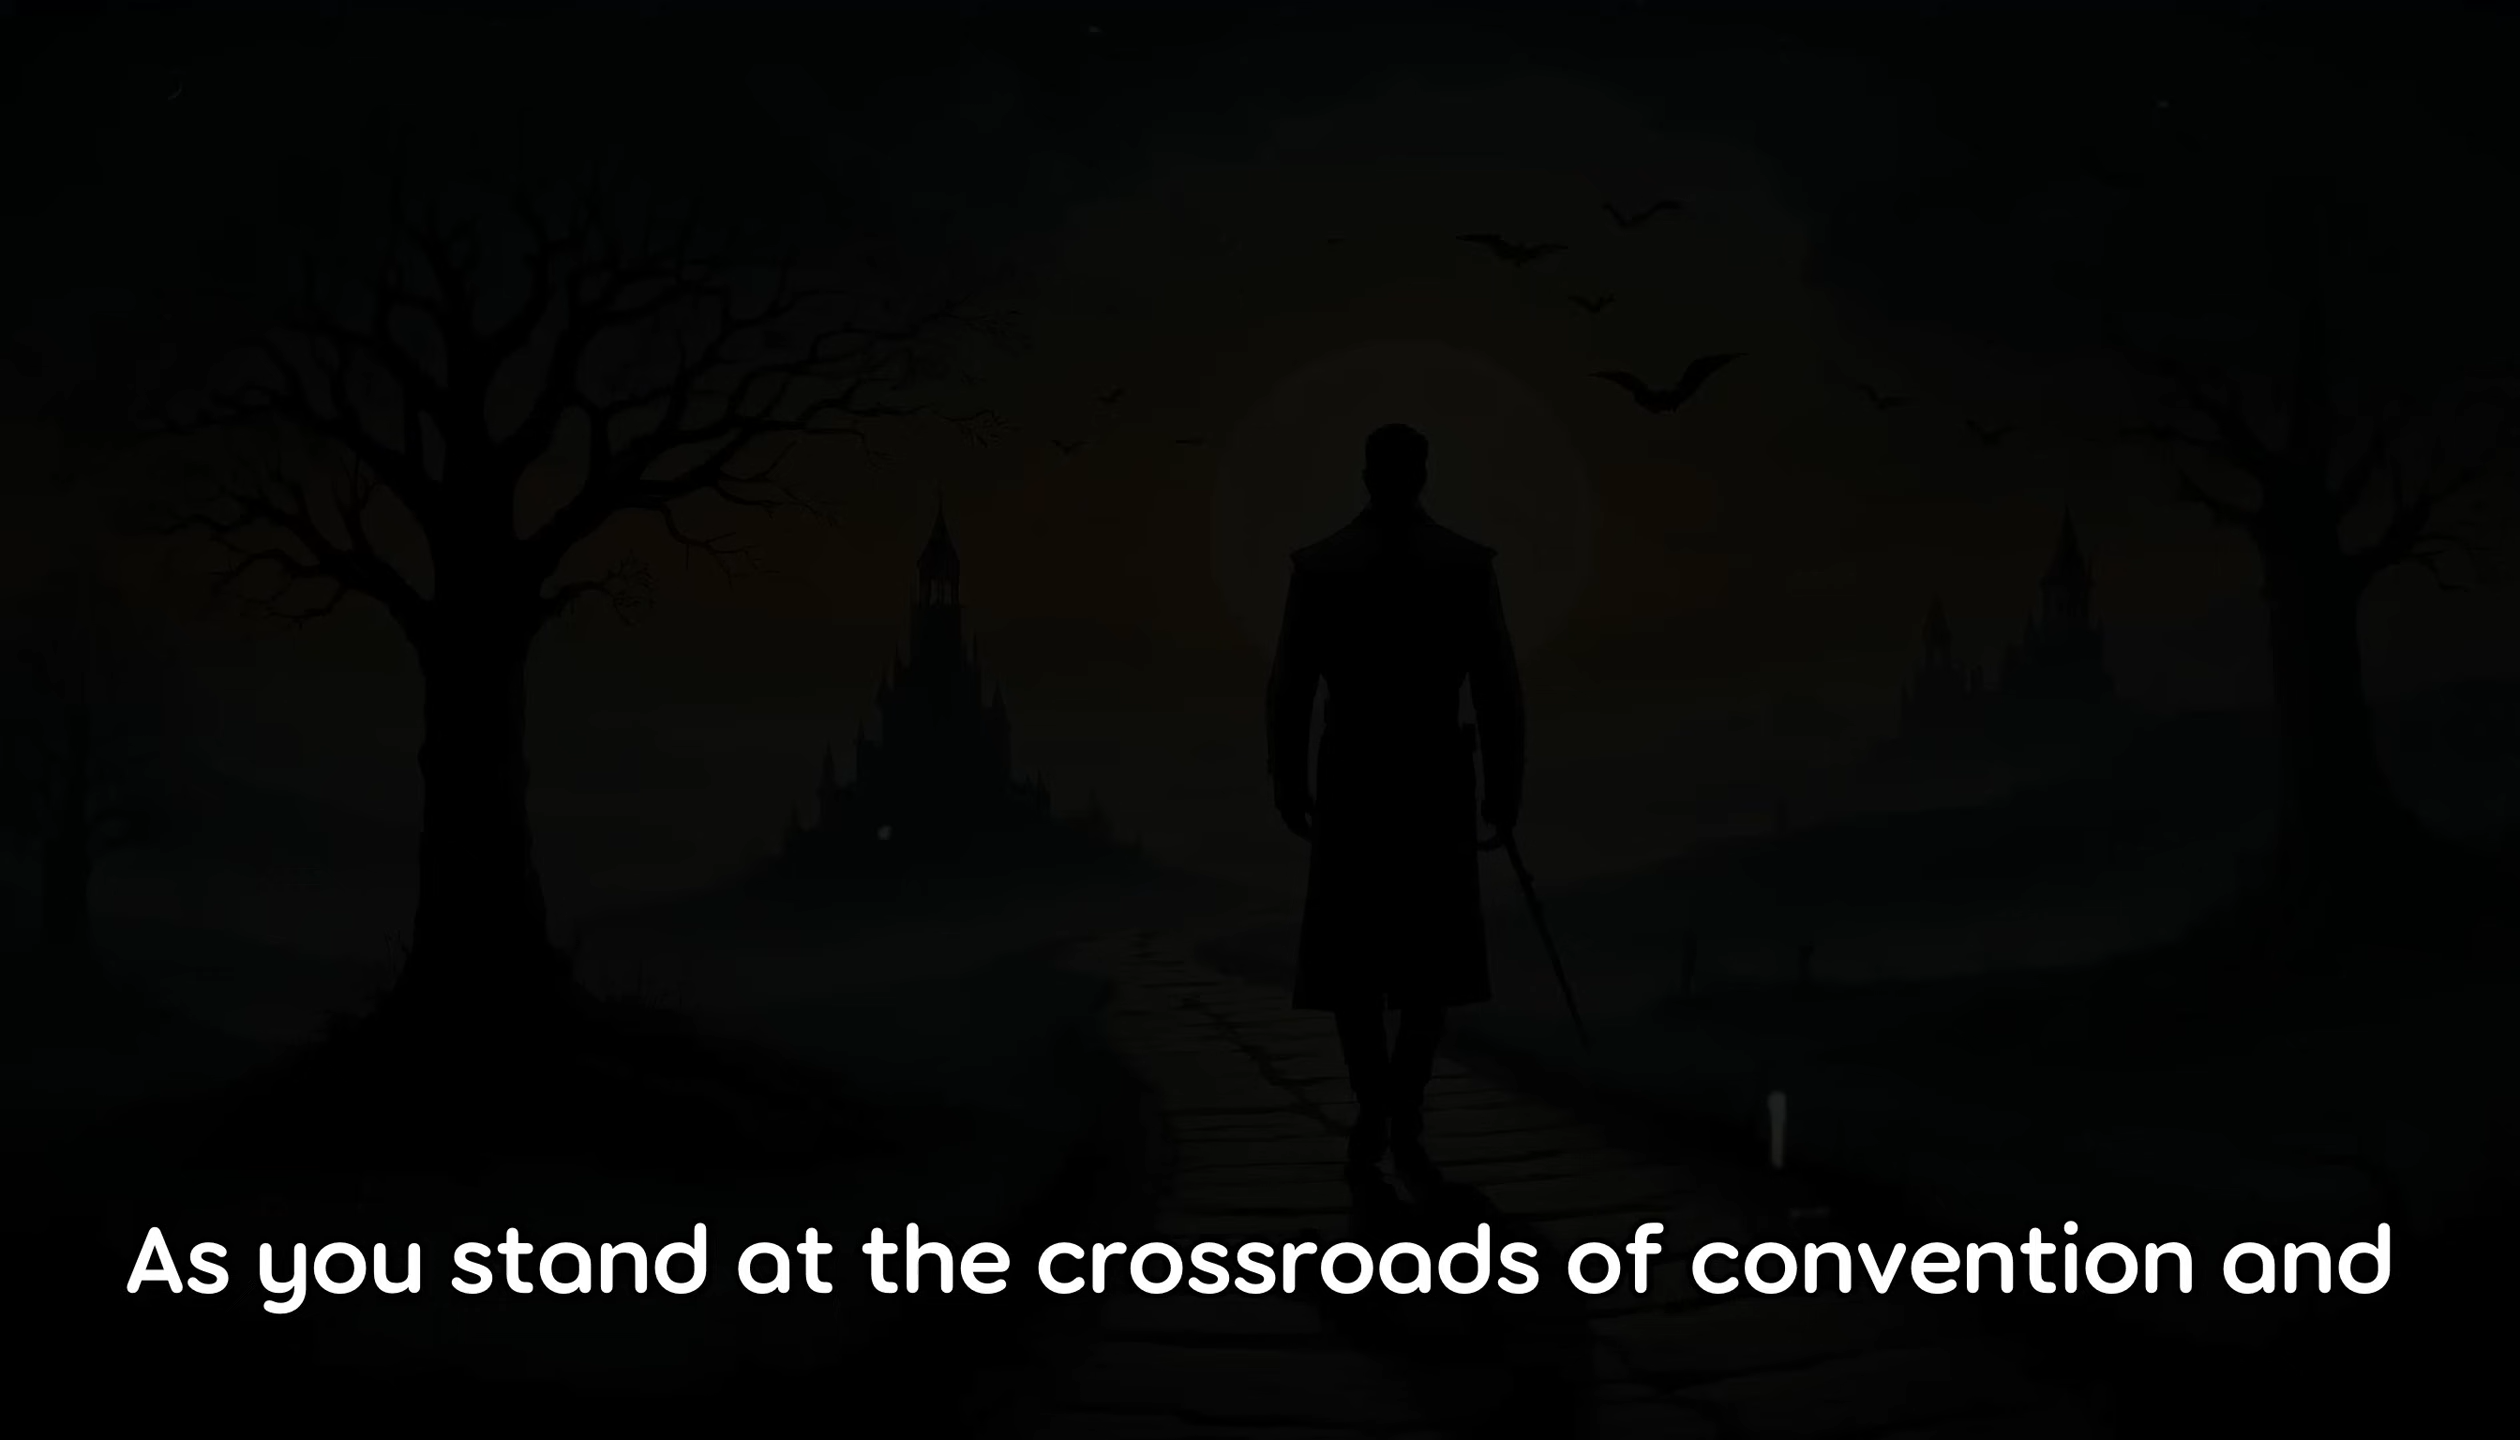 As you stand at the crossroads of convention and